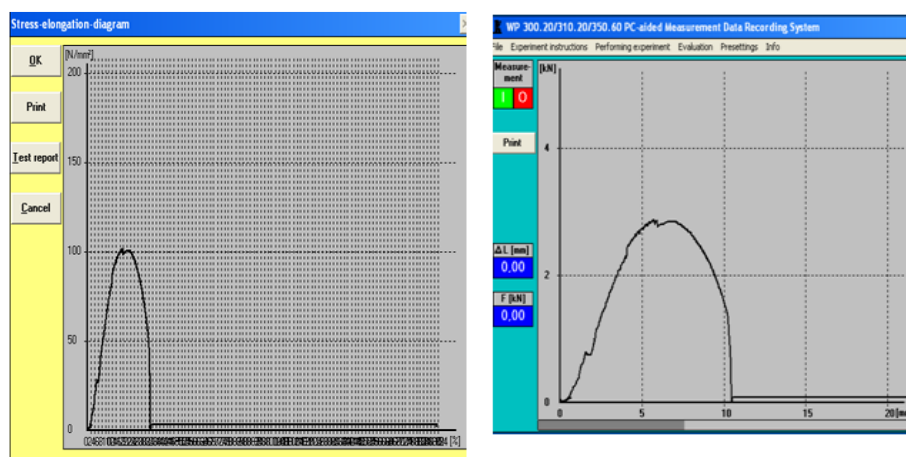 Stress-elongation-diagram
OK
Print
Test report
Cancel
[N/mm²]
200
150
100
50
0
[%]
WP 300.20/310.20/350.60 PC-aided Measurement Data Recording System
File Experiment instructions Performing experiment Evaluation Presettings Info
Measure-
ment
I O
Print
Δ L [mm]
0,00
F [kN]
0,00
[kN]
4
2
0
0 5 10 15 20